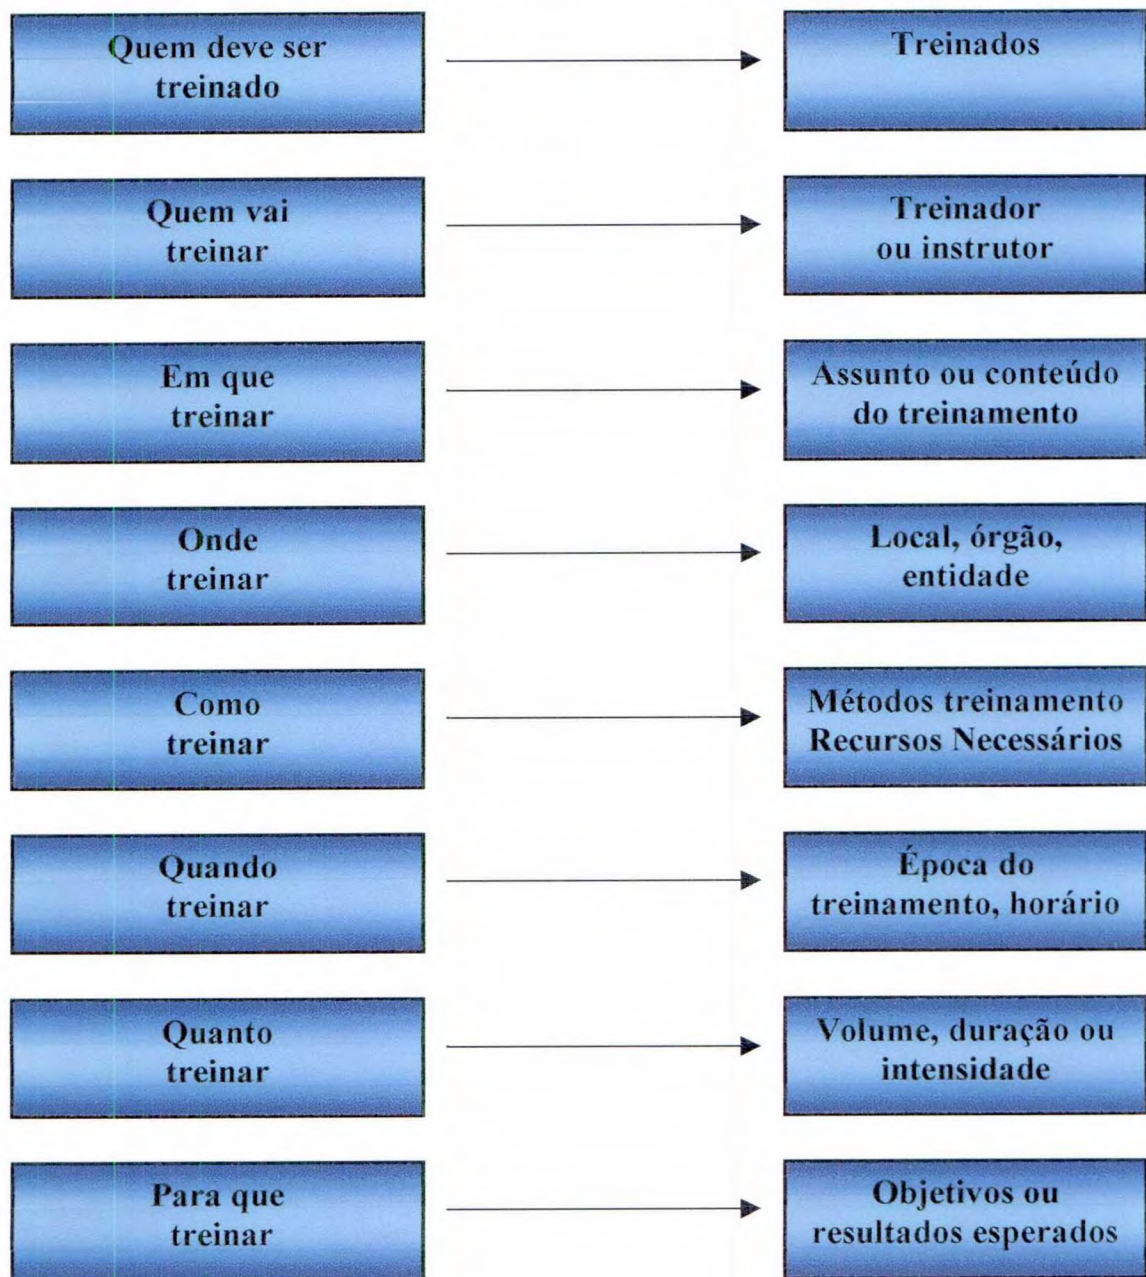 Quem deve ser
treinado
Treinados
Quem vai
treinar
Treinador
ou instrutor
Em que
treinar
Assunto ou conteúdo
do treinamento
Onde
treinar
Local, órgão,
entidade
Como
treinar
Métodos treinamento
Recursos Necessários
Quando
treinar
Época do
treinamento, horário
Quanto
treinar
Volume, duração ou
intensidade
Para que
treinar
Objetivos ou
resultados esperados